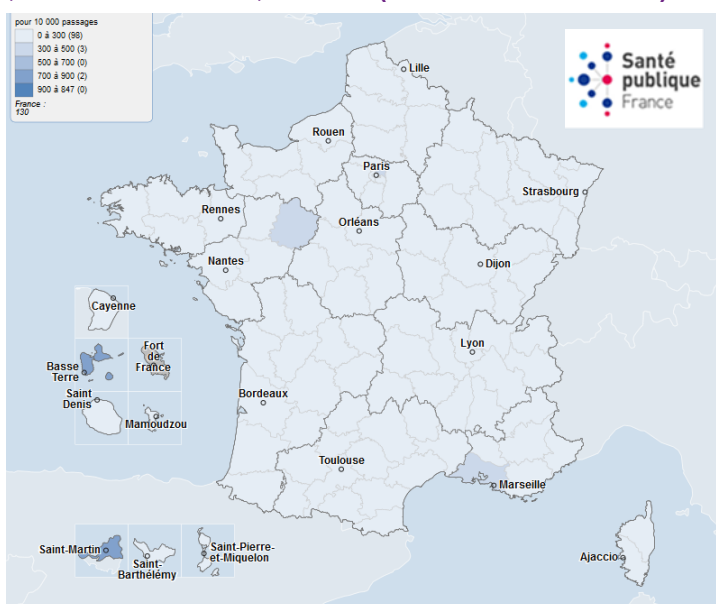 pour 10 000 passages
0 à 300 (98)
300 à 500 (3)
500 à 700 (0)
700 à 900 (2)
900 à 847 (0)
France :
130
Santé
publique
France
Lille
Rouen
Paris
Strasbourg
Rennes
Orléans
Nantes
Dijon
Cayenne
Lyon
Basse
Terre
Fort
de
France
Saint
Denis
Mamoudzou
Bordeaux
Toulouse
Marseille
Saint-Martin
Saint-
Barthélémy
Saint-Pierre-
et-Miquelon
Ajaccio